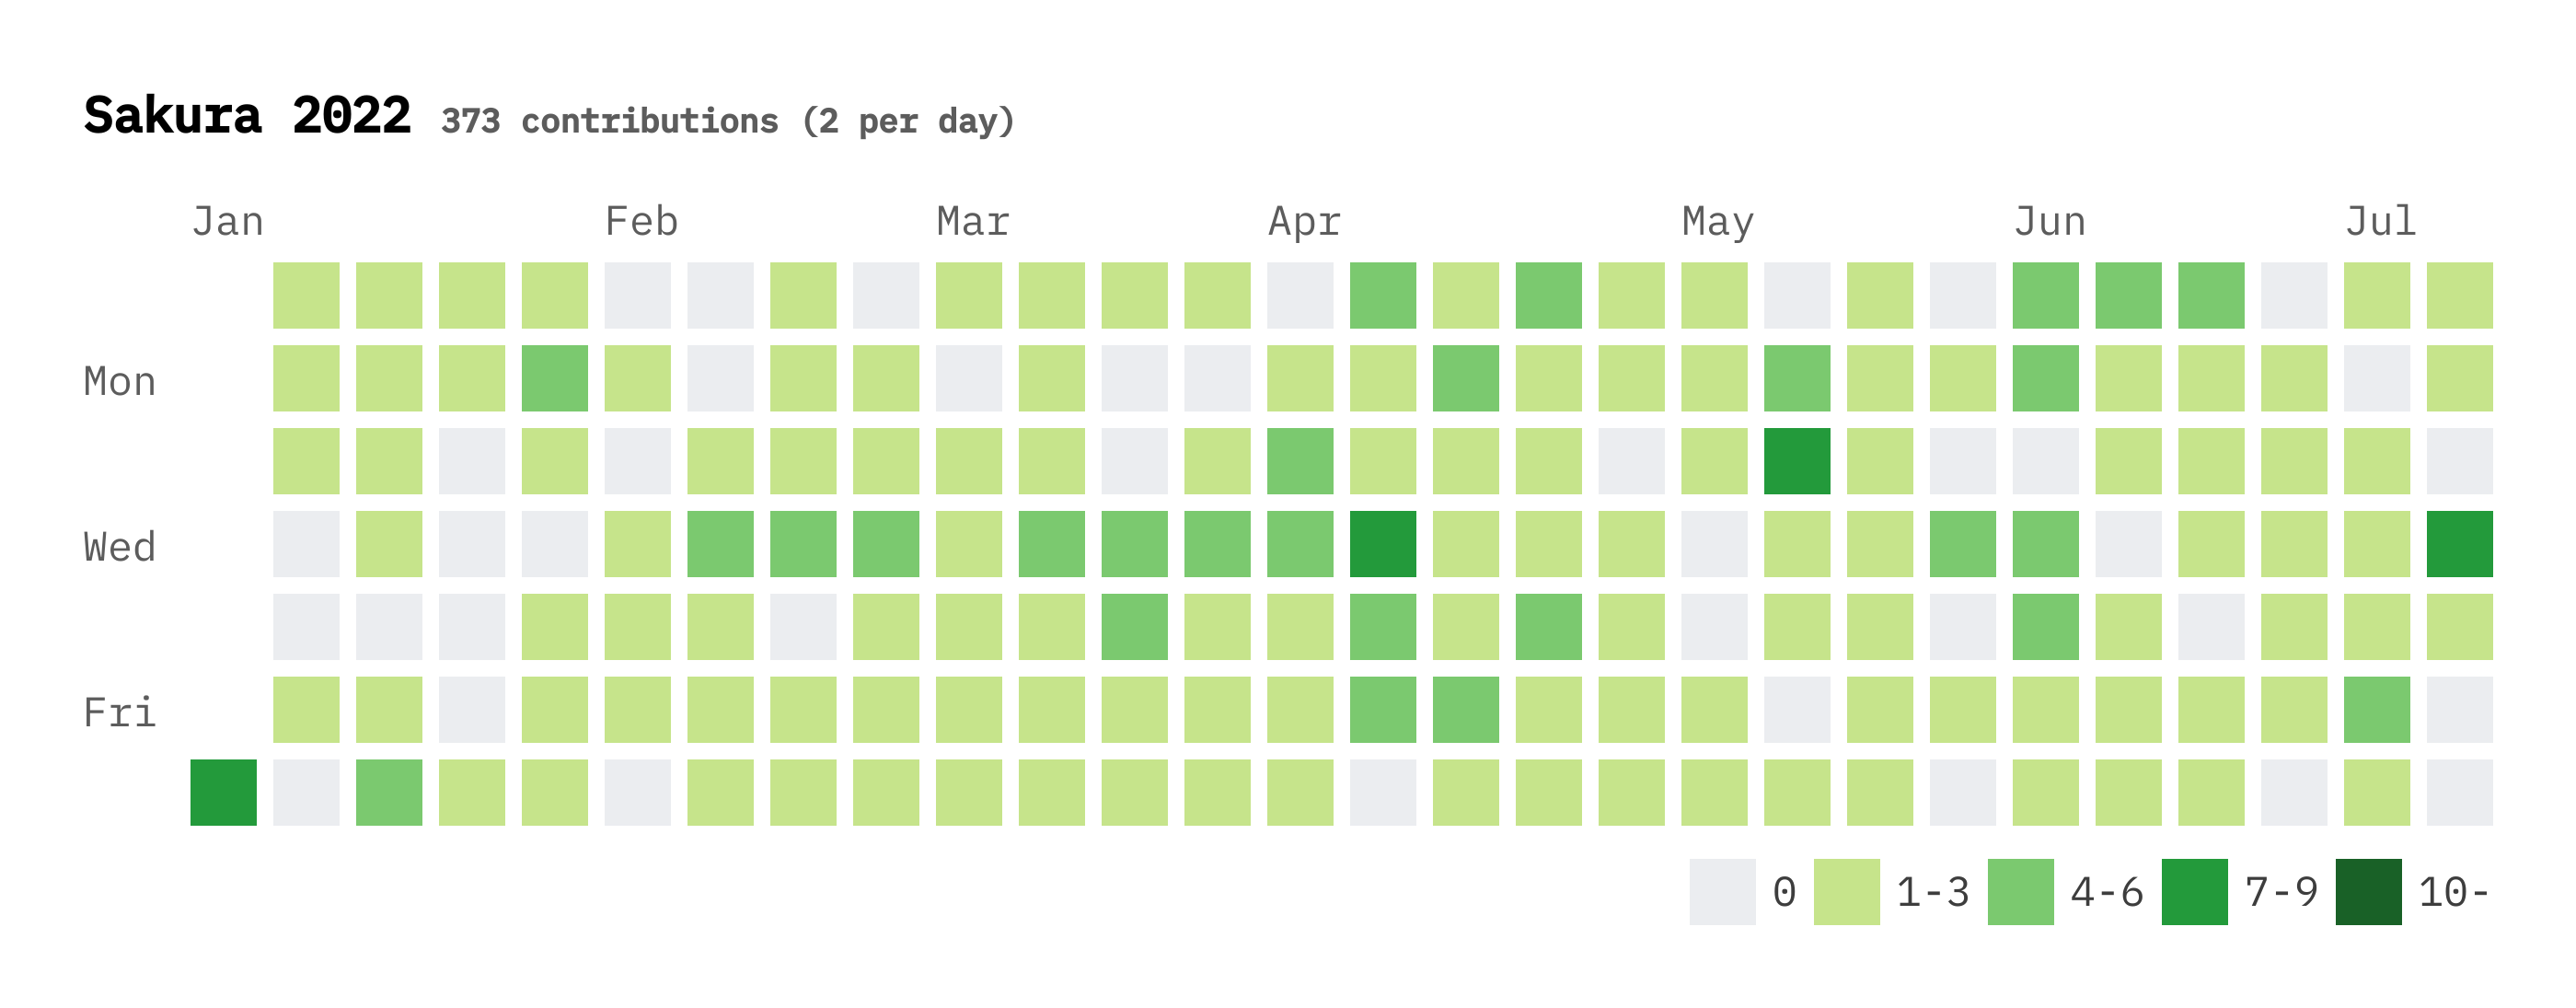 Sakura 2022 373 contributions (2 per day)
Jan Feb Mar Apr May Jun Jul
Mon
Wed
Fri
0 1-3 4-6 7-9 10-